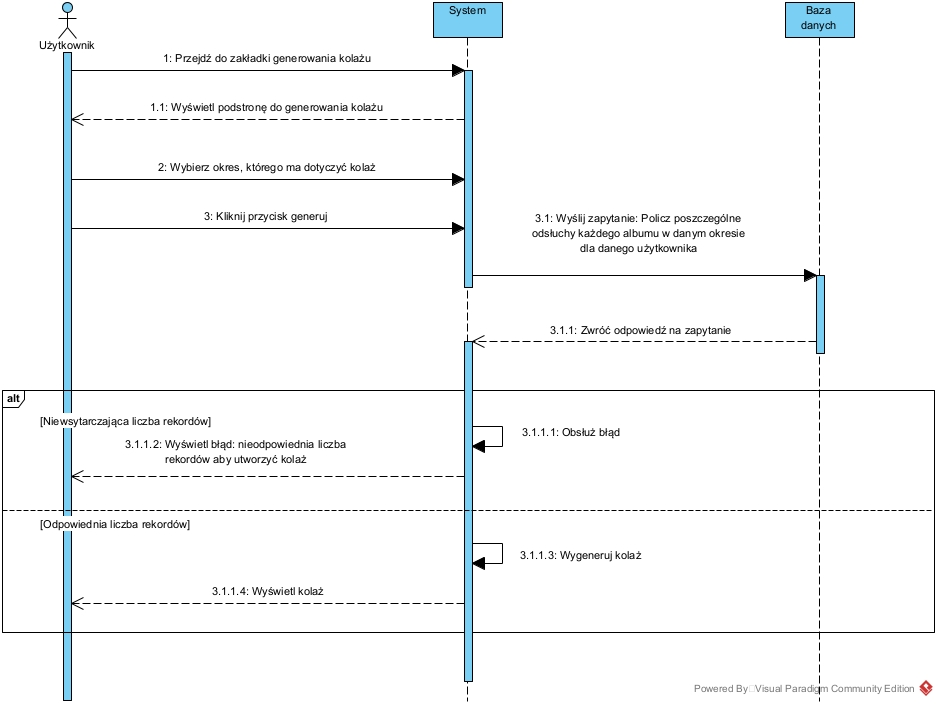 System
Baza
danych
Użytkownik
1: Przejdź do zakładki generowania kolażu
1.1: Wyświetl podstronę do generowania kolażu
2: Wybierz okres, którego ma dotyczyć kolaż
3: Kliknij przycisk generuj
3.1: Wyślij zapytanie: Policz poszczególne
odsłuchy każdego albumu w danym okresie
dla danego użytkownika
3.1.1: Zwróć odpowiedź na zapytanie
alt
[Niewsytarczająca liczba rekordów]
3.1.1.1: Obsłuż błąd
3.1.1.2: Wyświetl błąd: nieodpowiednia liczba
rekordów aby utworzyć kolaż
[Odpowiednia liczba rekordów]
3.1.1.3: Wygeneruj kolaż
3.1.1.4: Wyświetl kolaż
Powered By Visual Paradigm Community Edition